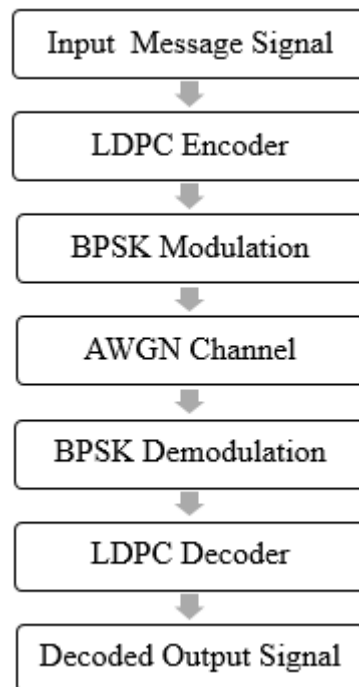 Input Message Signal
LDPC Encoder
BPSK Modulation
AWGN Channel
BPSK Demodulation
LDPC Decoder
Decoded Output Signal